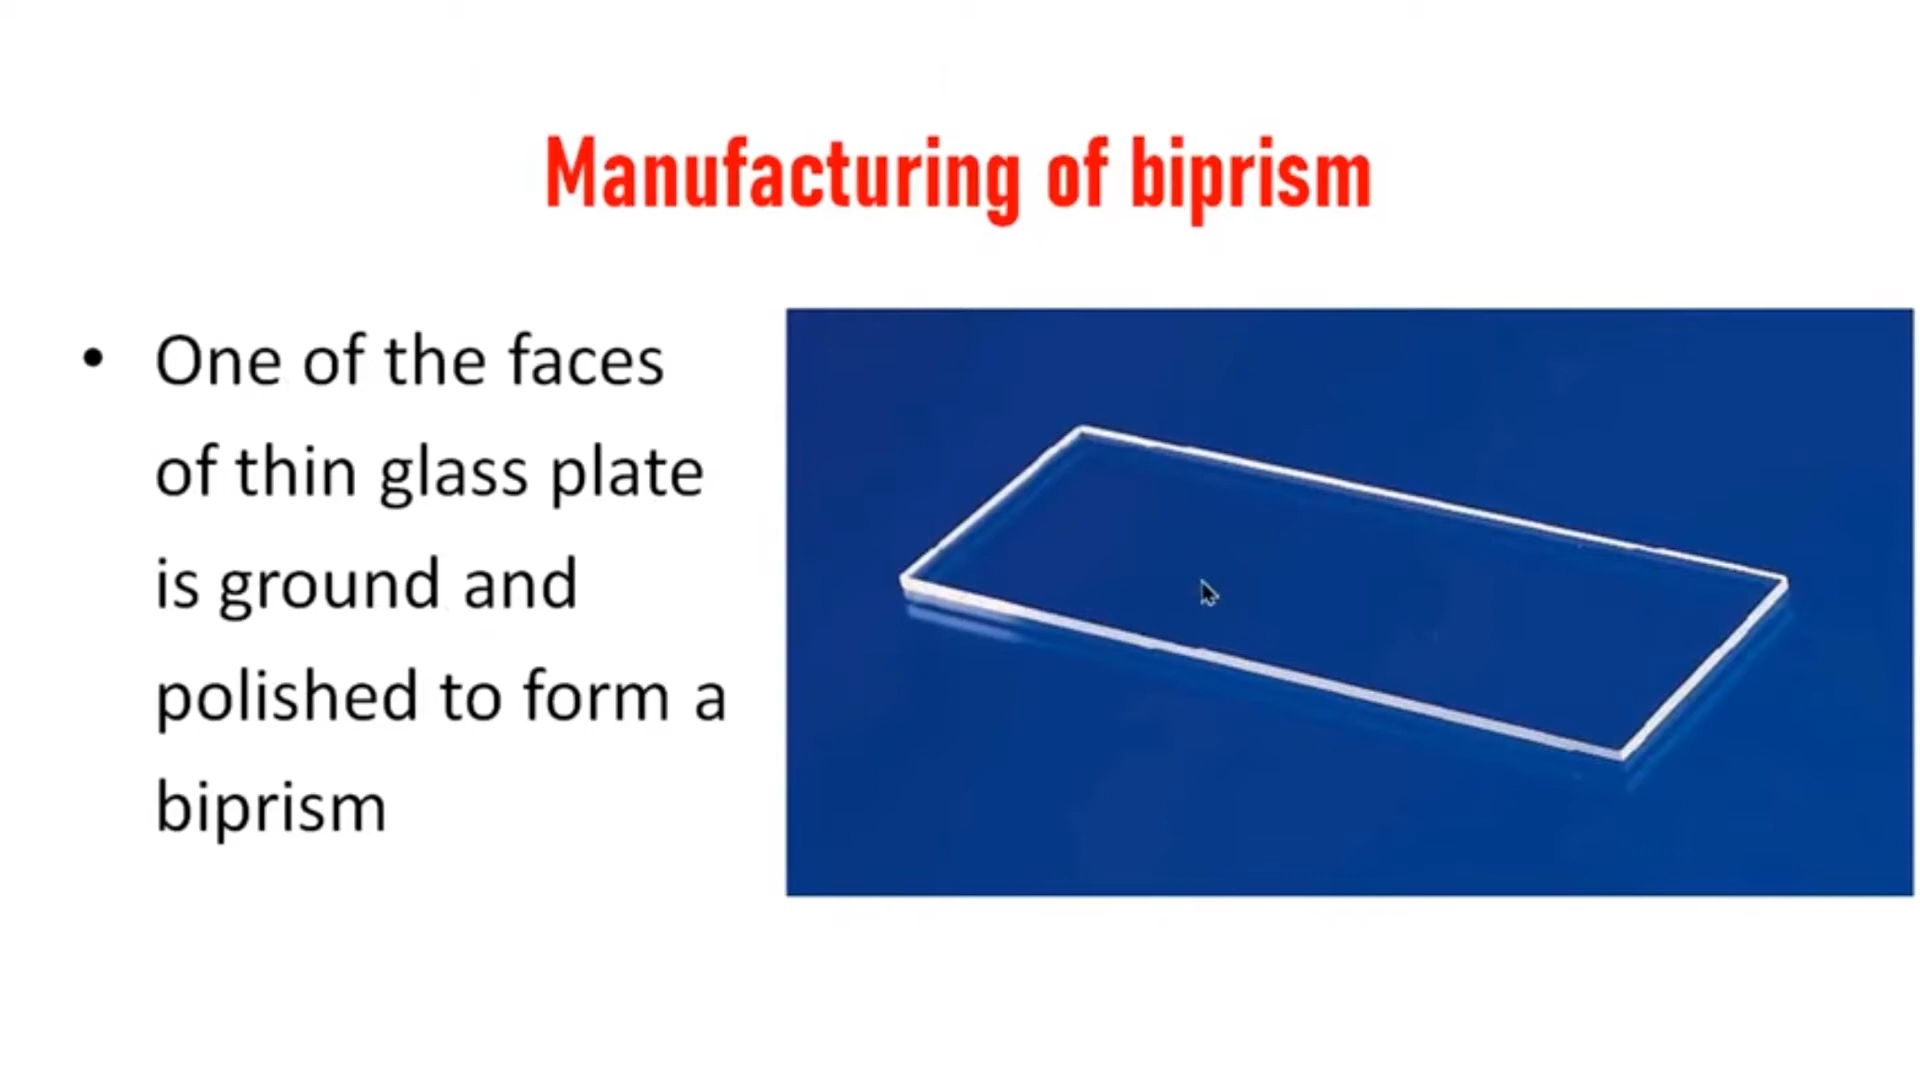 Manufacturing of biprism
• One of the faces
of thin glass plate
is ground and
polished to form a
biprism